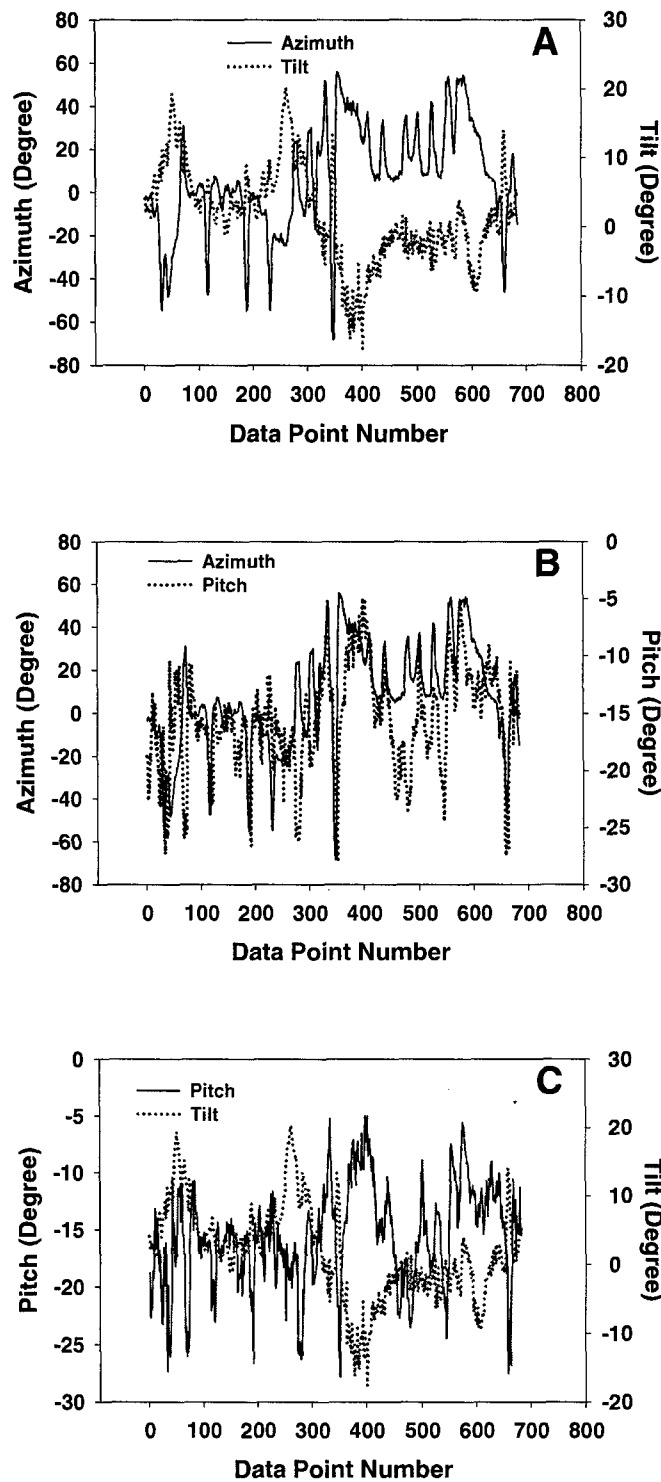 A
Azimuth
Tilt
80
60
40
20
0
-20
-40
-60
-80
Azimuth (Degree)
30
20
10
0
-10
-20
Tilt (Degree)
0 100 200 300 400 500 600 700 800
Data Point Number
B
Azimuth
Pitch
80
60
40
20
0
-20
-40
-60
-80
Azimuth (Degree)
0
-5
-10
-15
-20
-25
-30
Pitch (Degree)
0 100 200 300 400 500 600 700 800
Data Point Number
C
Pitch
Tilt
0
-5
-10
-15
-20
-25
-30
Pitch (Degree)
30
20
10
0
-10
-20
Tilt (Degree)
0 100 200 300 400 500 600 700 800
Data Point Number